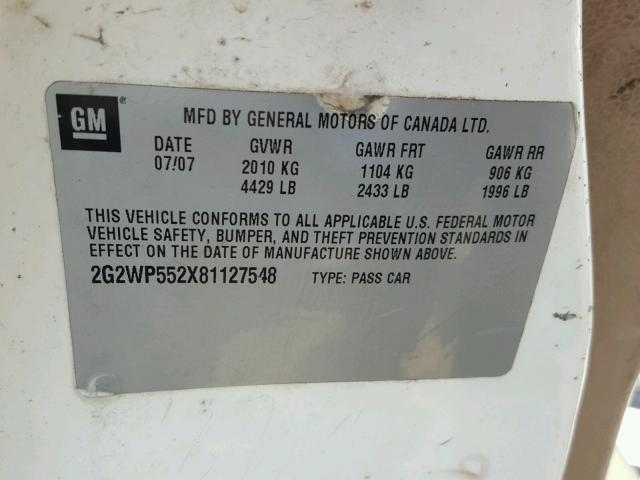 GM
MFD BY GENERAL MOTORS OF CANADA LTD.
DATE GVWR GAWR FRT GAWR RR
07/07 2010 KG 1104 KG 906 KG
4429 LB 2433 LB 1996 LB
THIS VEHICLE CONFORMS TO ALL APPLICABLE U.S. FEDERAL MOTOR
VEHICLE SAFETY, BUMPER, AND THEFT PREVENTION STANDARDS IN
EFFECT ON THE DATE OF MANUFACTURE SHOWN ABOVE.
2G2WP552X81127548 TYPE: PASS CAR